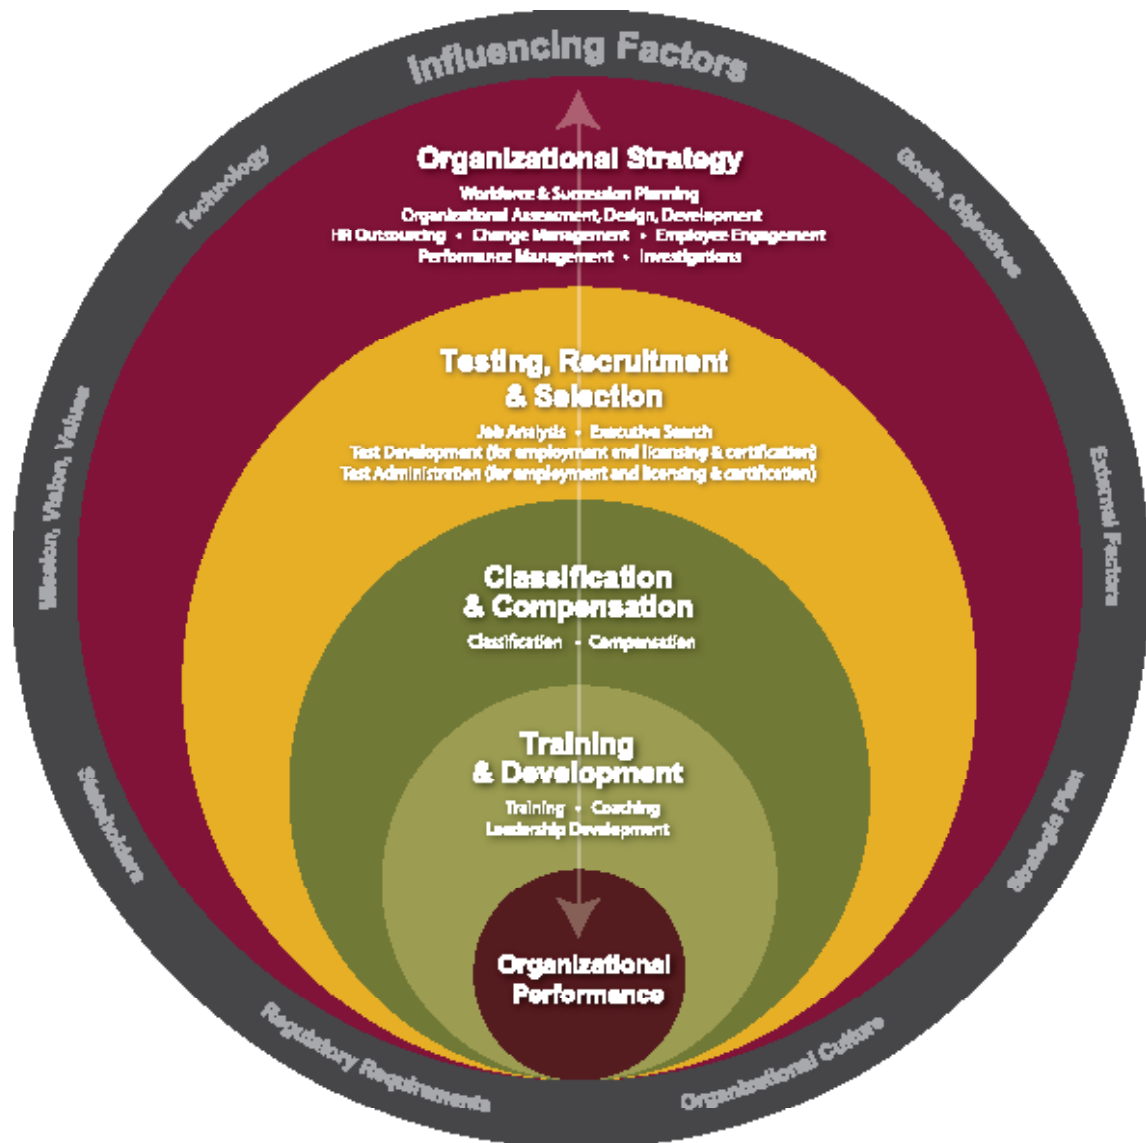 Influencing Factors
Technology
Goals, Objectives
Mission, Vision, Values
External Factors
Stakeholders
Strategic Plan
Regulatory Requirements
Organizational Culture
Organizational Strategy
Workforce & Succession Planning
Organizational Assessment, Design, Development
HR Outsourcing • Change Management • Employee Engagement
Performance Management • Investigations
Testing, Recruitment
& Selection
Job Analysis • Executive Search
Test Development (for employment and licensing & certification)
Test Administration (for employment and licensing & certification)
Classification
& Compensation
Classification • Compensation
Training
& Development
Training • Coaching
Leadership Development
Organizational
Performance